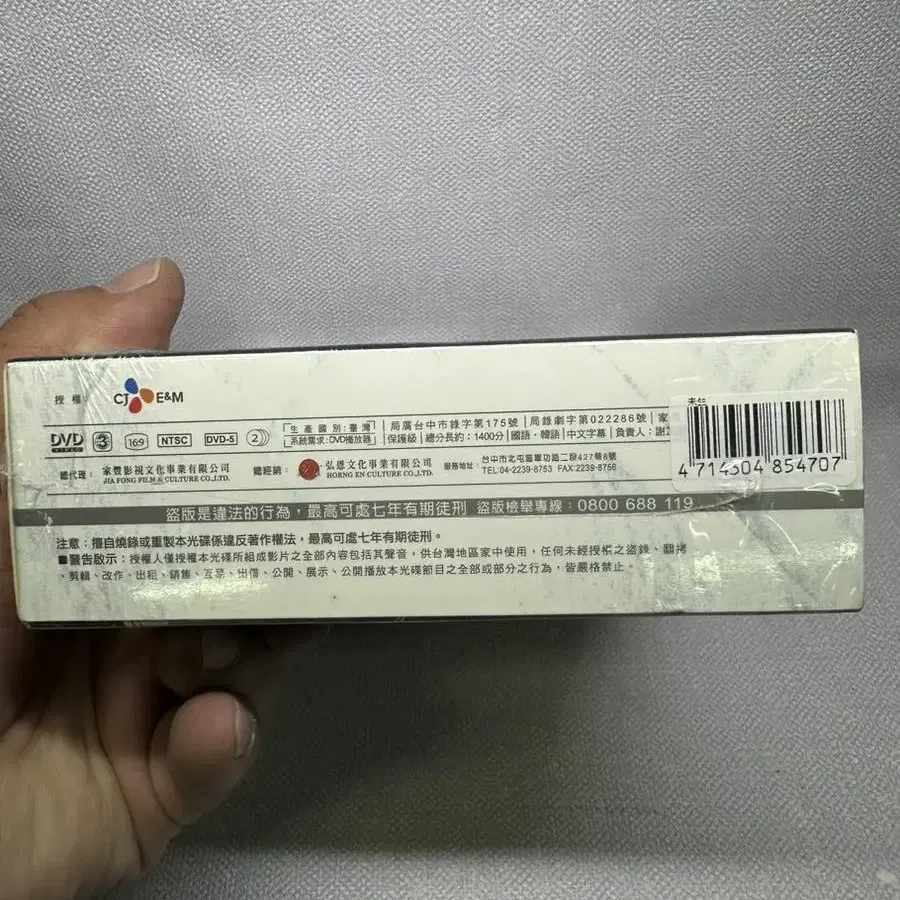 授權:
CJ E&M
DVD VIDEO 3 16:9 NTSC DVD-5 2
生產國別:臺灣
系統需求:DVD播放器
局廣台中市錄字第175號 局錄劇字第022286號
保護級 總分長約:1400分 國語・韓語 中文字幕 負責人:謝
總代理: 家豐影視文化事業有限公司
JIA FONG FILM & CULTURE CO.,LTD.
總經銷: 弘恩文化事業有限公司
HORNG EN CULTURE CO.,LTD.
服務地址: 台中市北屯區軍功路二段427巷8號
TEL:04-2239-8753 FAX:2239-8756
4 714304 854707
盜版是違法的行為,最高可處七年有期徒刑 盜版檢舉專線:0800 688 119
注意:擅自燒錄或重製本光碟係違反著作權法,最高可處七年有期徒刑。
■警告啟示:授權人僅授權本光碟所組成影片之全部內容包括其聲音,供台灣地區家中使用,任何未經授權之盜錄、翻拷
、剪輯、改作、出租、銷售、互易、出借、公開、展示、公開播放本光碟節目之全部或部分之行為,皆嚴格禁止。